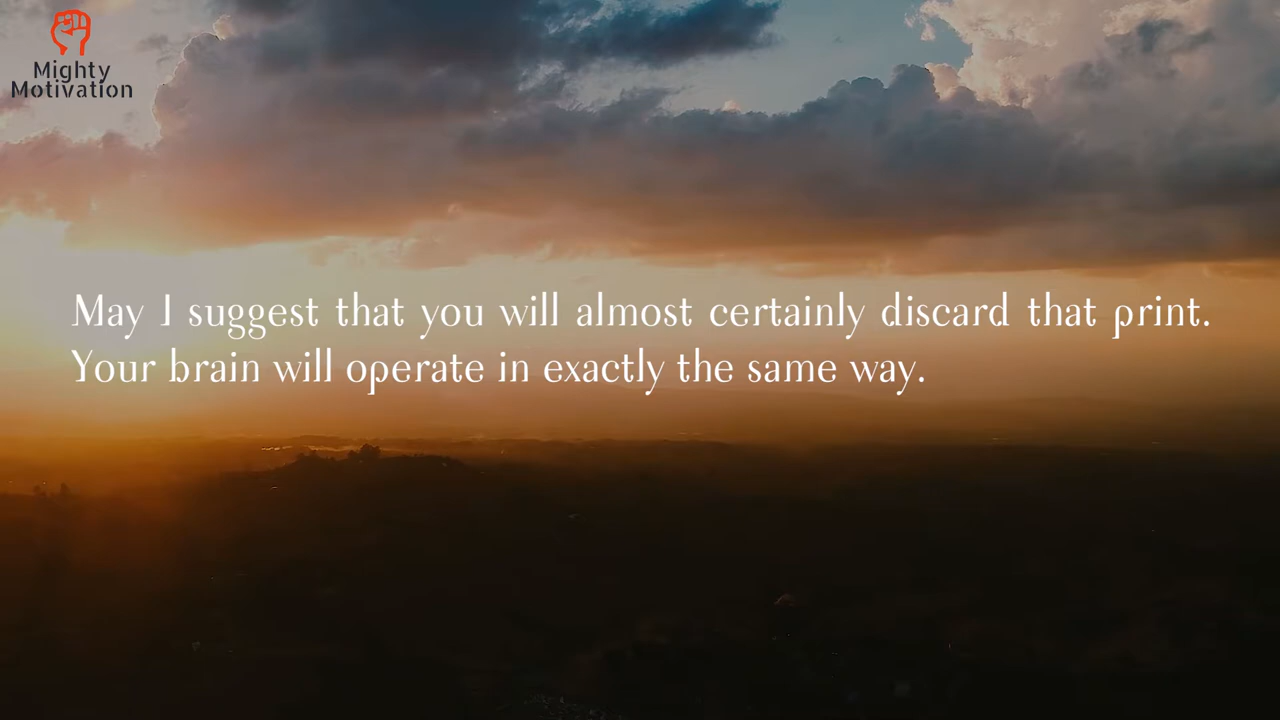 Mighty
Motivation
May I suggest that you will almost certainly discard that print.
Your brain will operate in exactly the same way.